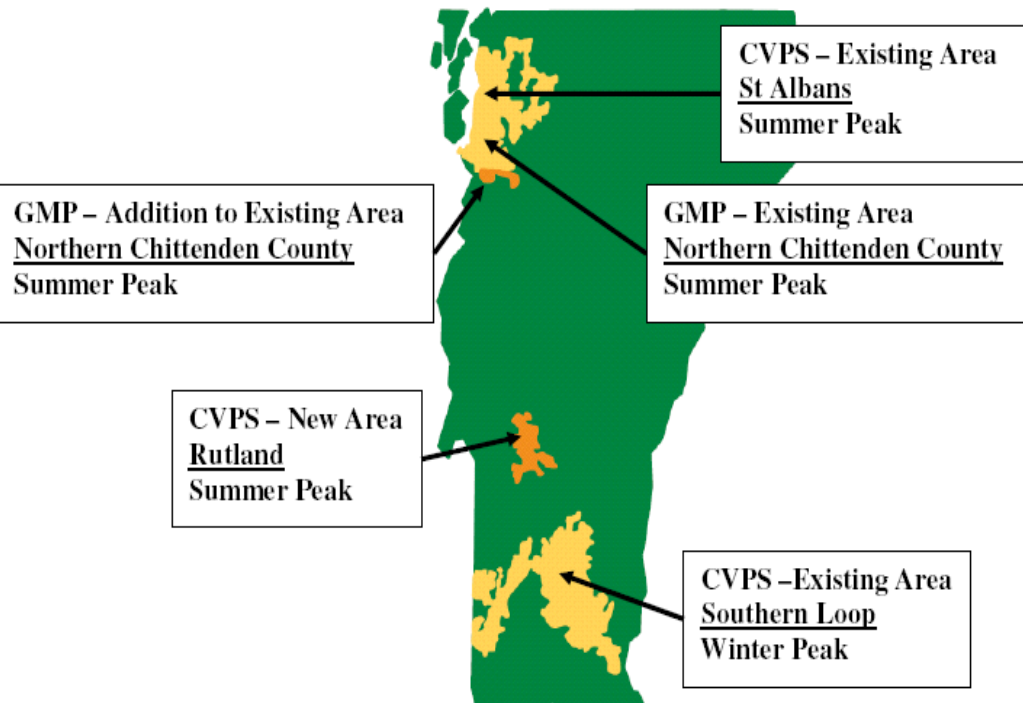 CVPS – Existing Area
St Albans
Summer Peak
GMP – Addition to Existing Area
Northern Chittenden County
Summer Peak
GMP – Existing Area
Northern Chittenden County
Summer Peak
CVPS – New Area
Rutland
Summer Peak
CVPS –Existing Area
Southern Loop
Winter Peak